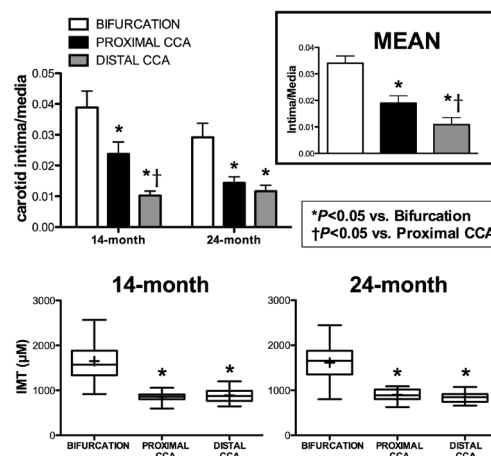 BIFURCATION
PROXIMAL CCA
DISTAL CCA
carotid intima/media
0.05
0.04
0.03
0.02
0.01
0.00
*
*†
*
*
14-month
24-month
MEAN
Intima/Media
0.04
0.03
0.02
0.01
0.00
*
*†
*P<0.05 vs. Bifurcation
†P<0.05 vs. Proximal CCA
14-month
IMT (μM)
3000
2000
1000
0
*
*
BIFURCATION
PROXIMAL
CCA
DISTAL
CCA
24-month
3000
2000
1000
0
*
*
BIFURCATION
PROXIMAL
CCA
DISTAL
CCA